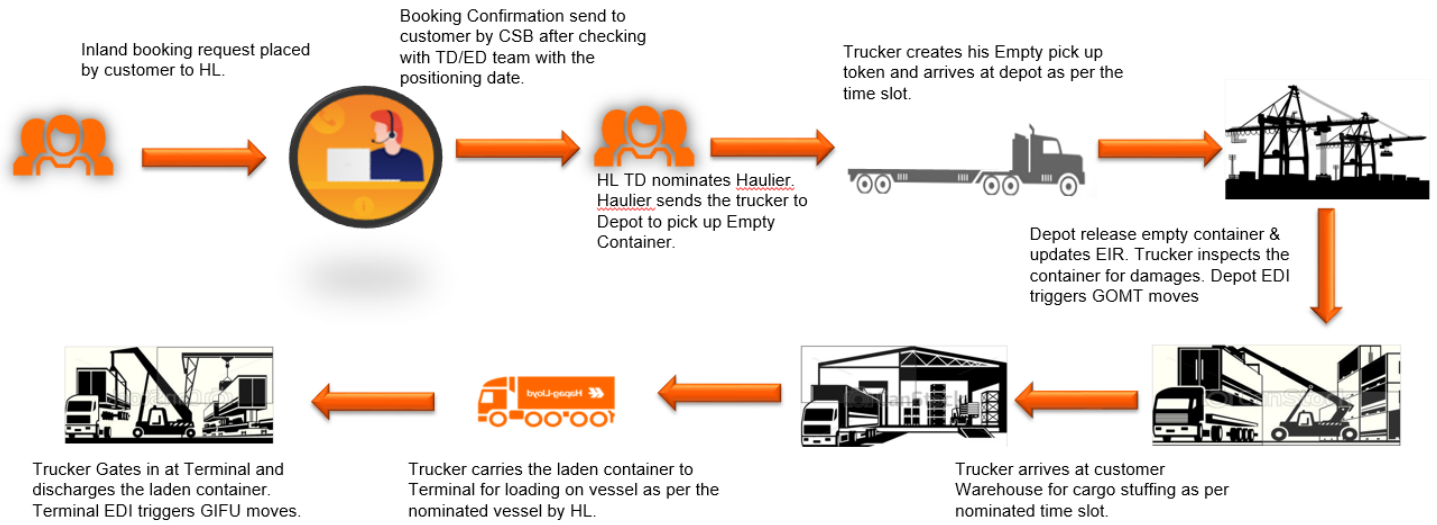 Inland booking request placed
by customer to HL.
Booking Confirmation send to
customer by CSB after checking
with TD/ED team with the
positioning date.
HL TD nominates Haulier.
Haulier sends the trucker to
Depot to pick up Empty
Container.
Trucker creates his Empty pick up
token and arrives at depot as per the
time slot.
Depot release empty container &
updates EIR. Trucker inspects the
container for damages. Depot EDI
triggers GOMT moves
Trucker arrives at customer
Warehouse for cargo stuffing as per
nominated time slot.
Hapag-Lloyd
Trucker carries the laden container to
Terminal for loading on vessel as per the
nominated vessel by HL.
Trucker Gates in at Terminal and
discharges the laden container.
Terminal EDI triggers GIFU moves.